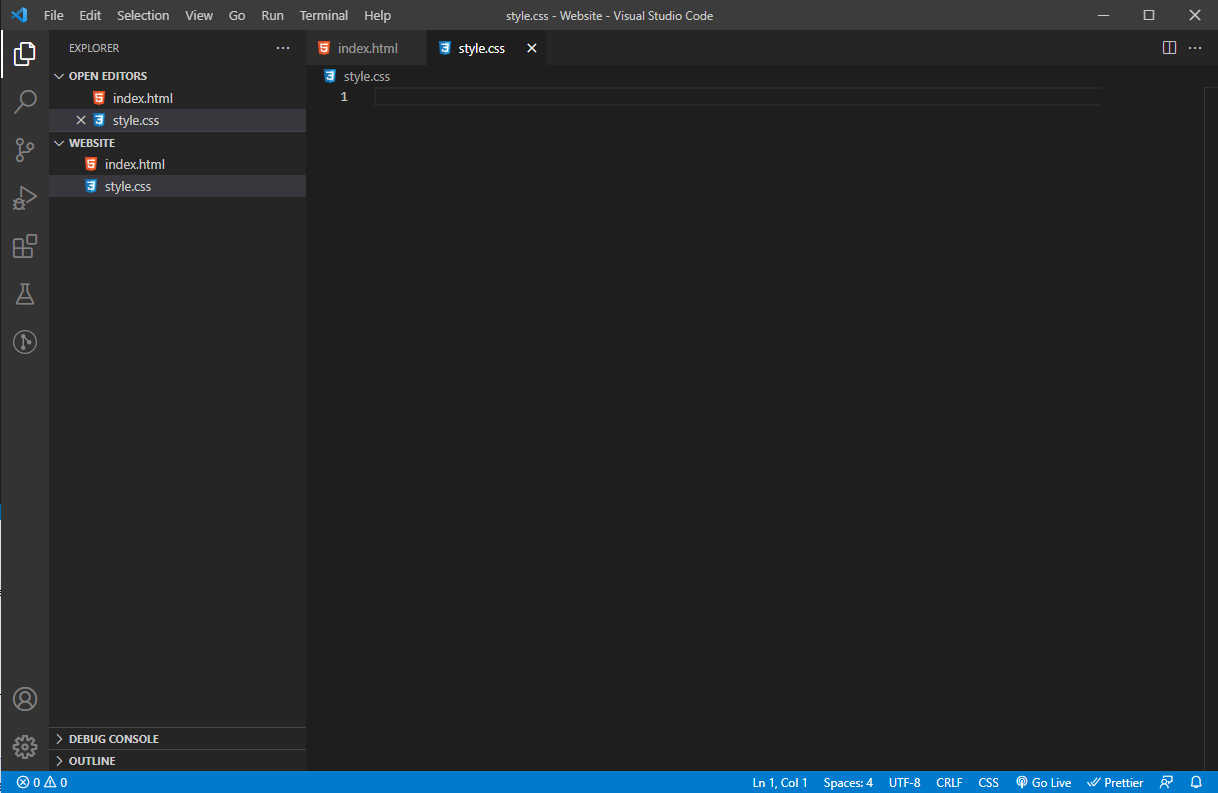 File Edit Selection View Go Run Terminal Help style.css - Website - Visual Studio Code
EXPLORER
OPEN EDITORS
index.html
style.css
WEBSITE
index.html
style.css
DEBUG CONSOLE
OUTLINE
index.html style.css
style.css
1
0 0 Ln 1, Col 1 Spaces: 4 UTF-8 CRLF CSS Go Live Prettier